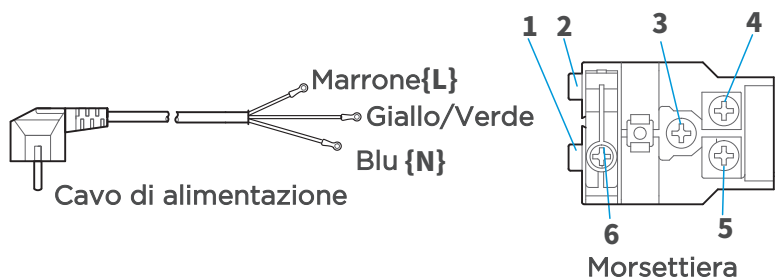 1 2 3 4
Marrone{L}
Giallo/Verde
Blu {N}
Cavo di alimentazione
6 5
Morsettiera